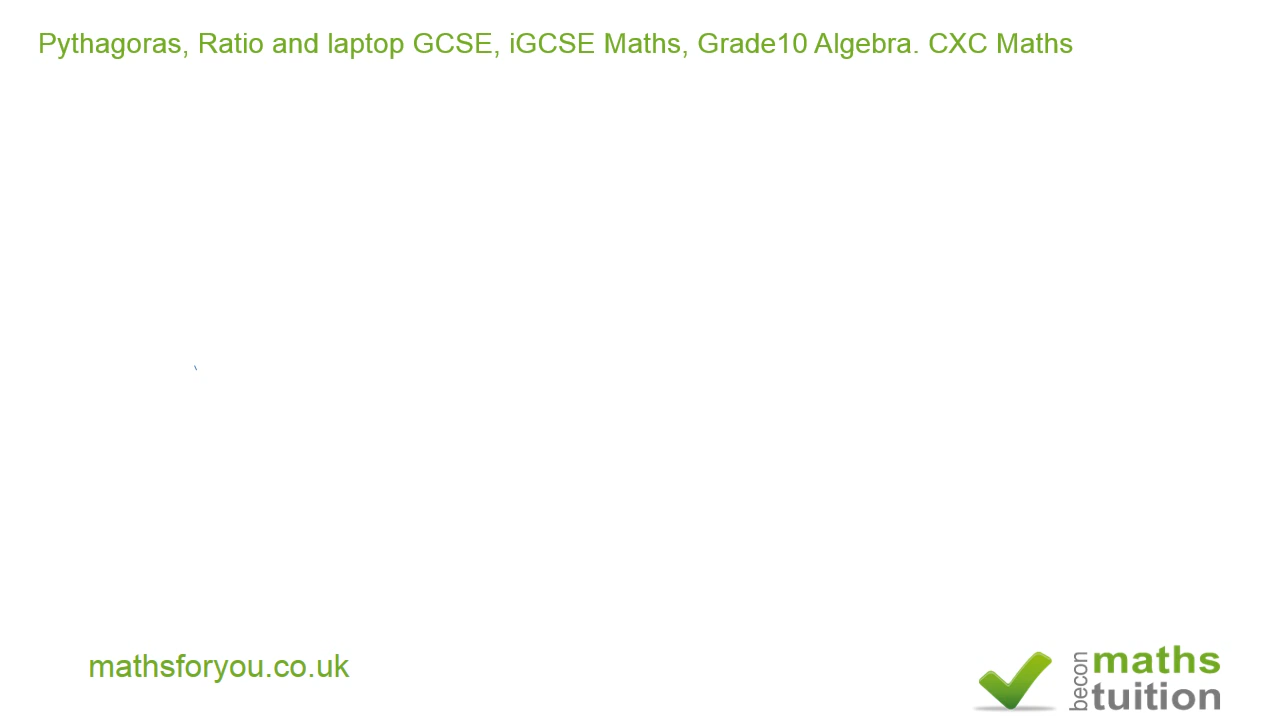 Pythagoras, Ratio and laptop GCSE, iGCSE Maths, Grade10 Algebra. CXC Maths
mathsforyou.co.uk
becon
maths
tuition